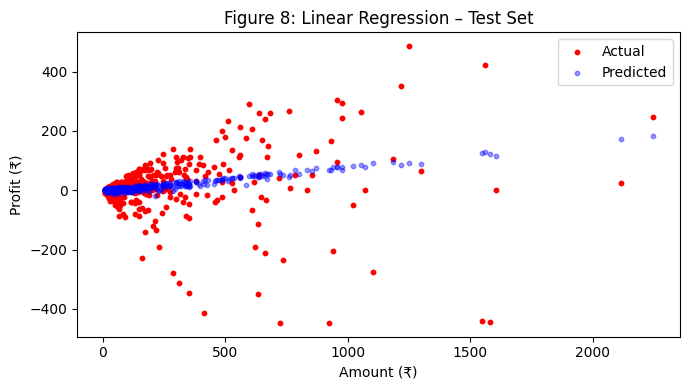 Figure 8: Linear Regression – Test Set
Actual
Predicted
Profit (₹)
400
200
0
−200
−400
0
500
1000
1500
2000
Amount (₹)